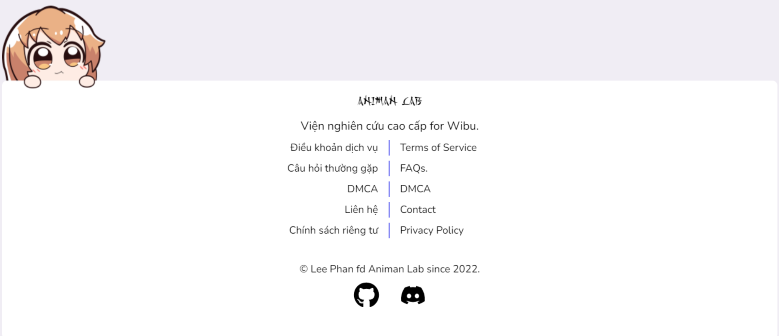 ANIMAN LAB
Viện nghiên cứu cao cấp for Wibu.
Điều khoản dịch vụ Terms of Service
Câu hỏi thường gặp FAQs.
DMCA DMCA
Liên hệ Contact
Chính sách riêng tư Privacy Policy
© Lee Phan fd Animan Lab since 2022.